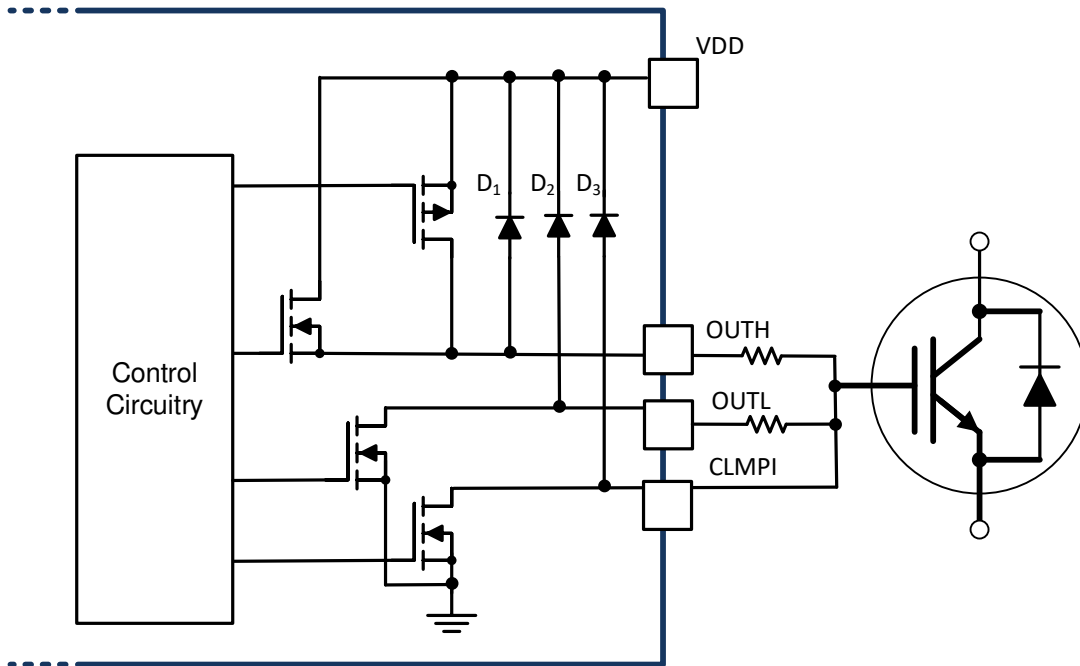 VDD
D₁ D₂ D₃
OUTH
Control
Circuitry
OUTL
CLMPI